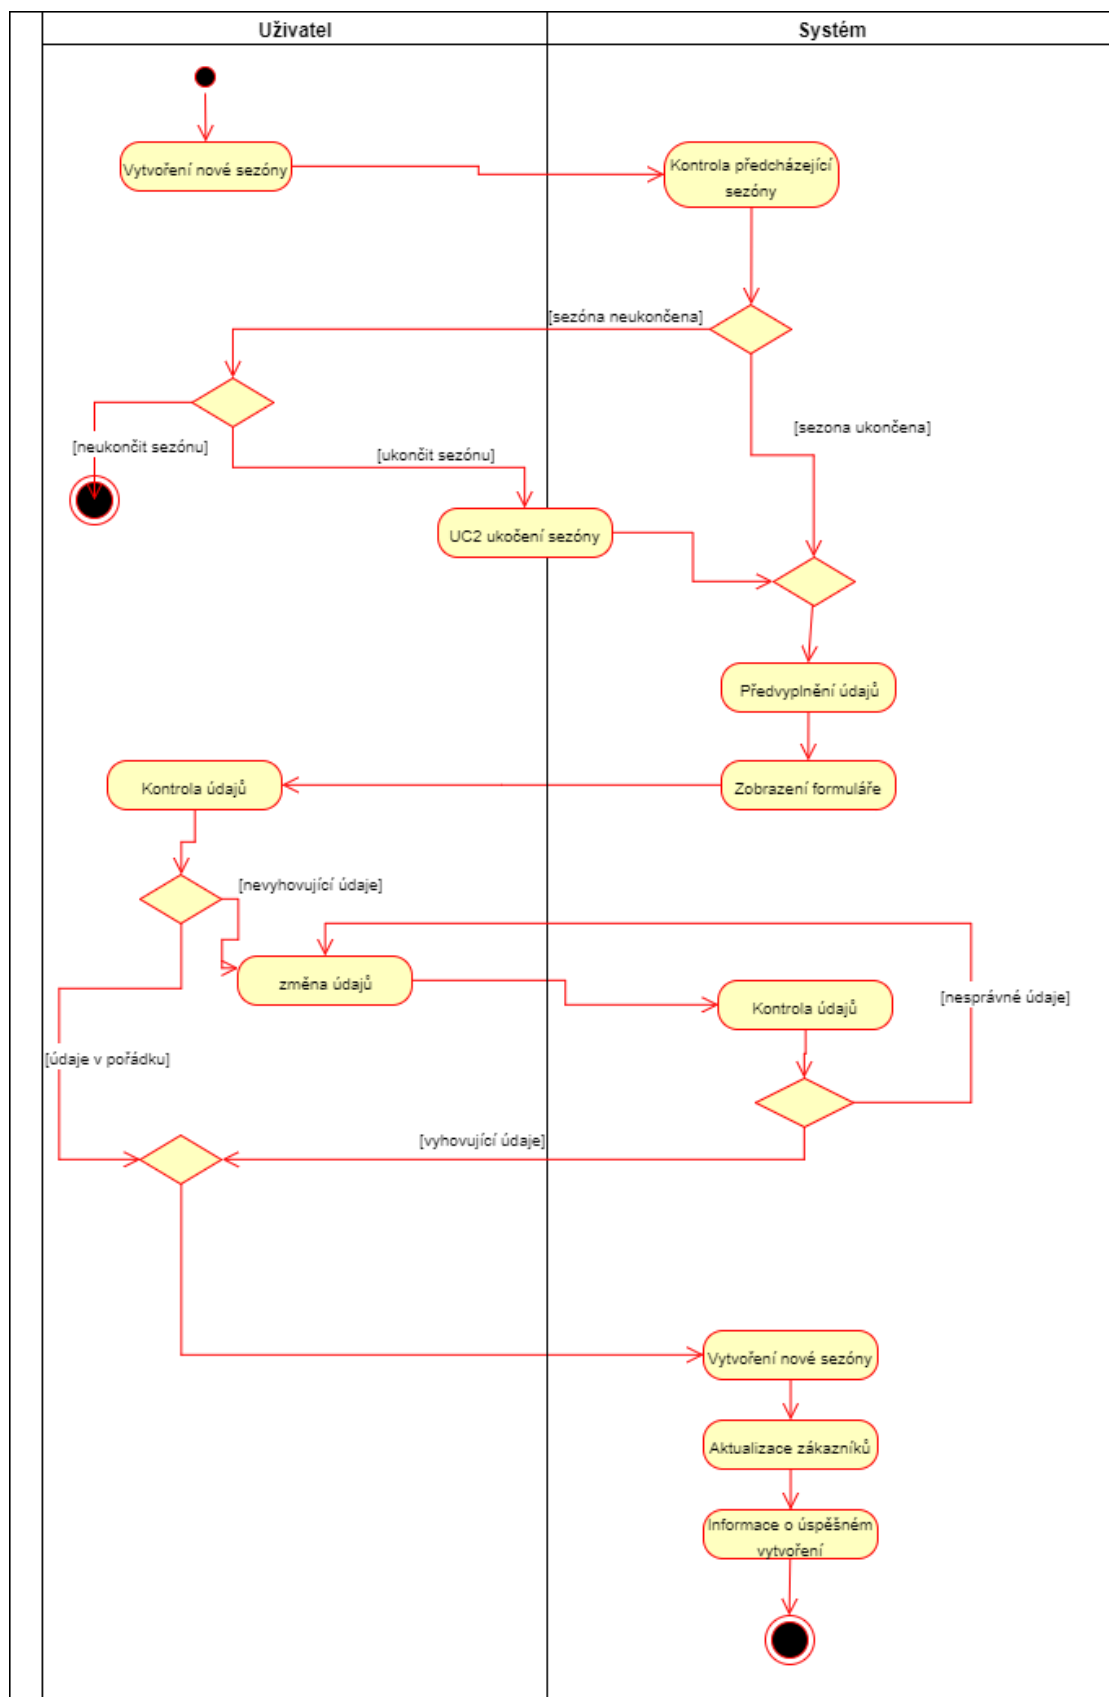 Uživatel
Systém
Vytvoření nové sezóny
Kontrola předcházející
sezóny
[sezóna neukončena]
[sezona ukončena]
[neukončit sezónu]
[ukončit sezónu]
UC2 ukočení sezóny
Předvyplnění údajů
Kontrola údajů
Zobrazení formuláře
[nevyhovující údaje]
změna údajů
[nesprávné údaje]
Kontrola údajů
[údaje v pořádku]
[vyhovující údaje]
Vytvoření nové sezóny
Aktualizace zákazníků
Informace o úspěšném
vytvoření